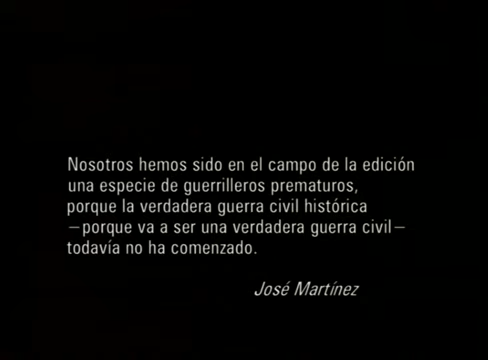 Nosotros hemos sido en el campo de la edición
una especie de guerrilleros prematuros,
porque la verdadera guerra civil histórica
–porque va a ser una verdadera guerra civil–
todavía no ha comenzado.
José Martínez